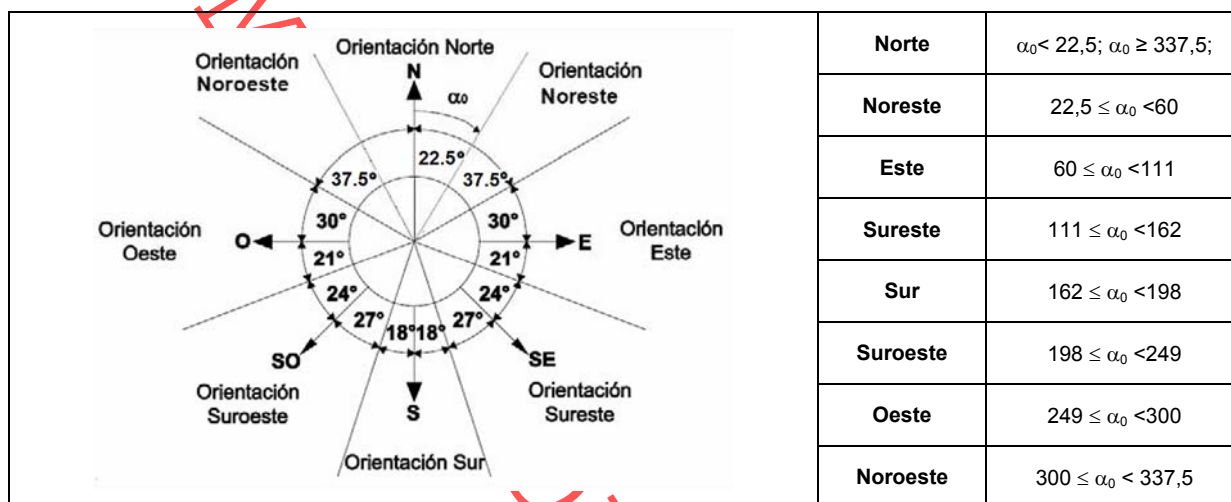 Orientación Norte
Orientación
Noroeste
N
α₀
Orientación
Noreste
22.5°
37.5°
37.5°
30°
30°
Orientación
Oeste
O
E
Orientación
Este
21°
21°
24°
24°
27°
18°
18°
27°
SO
SE
Orientación
Suroeste
S
Orientación
Sureste
Orientación Sur
Norte α₀< 22,5; α₀ ≥ 337,5;
Noreste 22,5 ≤ α₀ <60
Este 60 ≤ α₀ <111
Sureste 111 ≤ α₀ <162
Sur 162 ≤ α₀ <198
Suroeste 198 ≤ α₀ <249
Oeste 249 ≤ α₀ <300
Noroeste 300 ≤ α₀ < 337,5